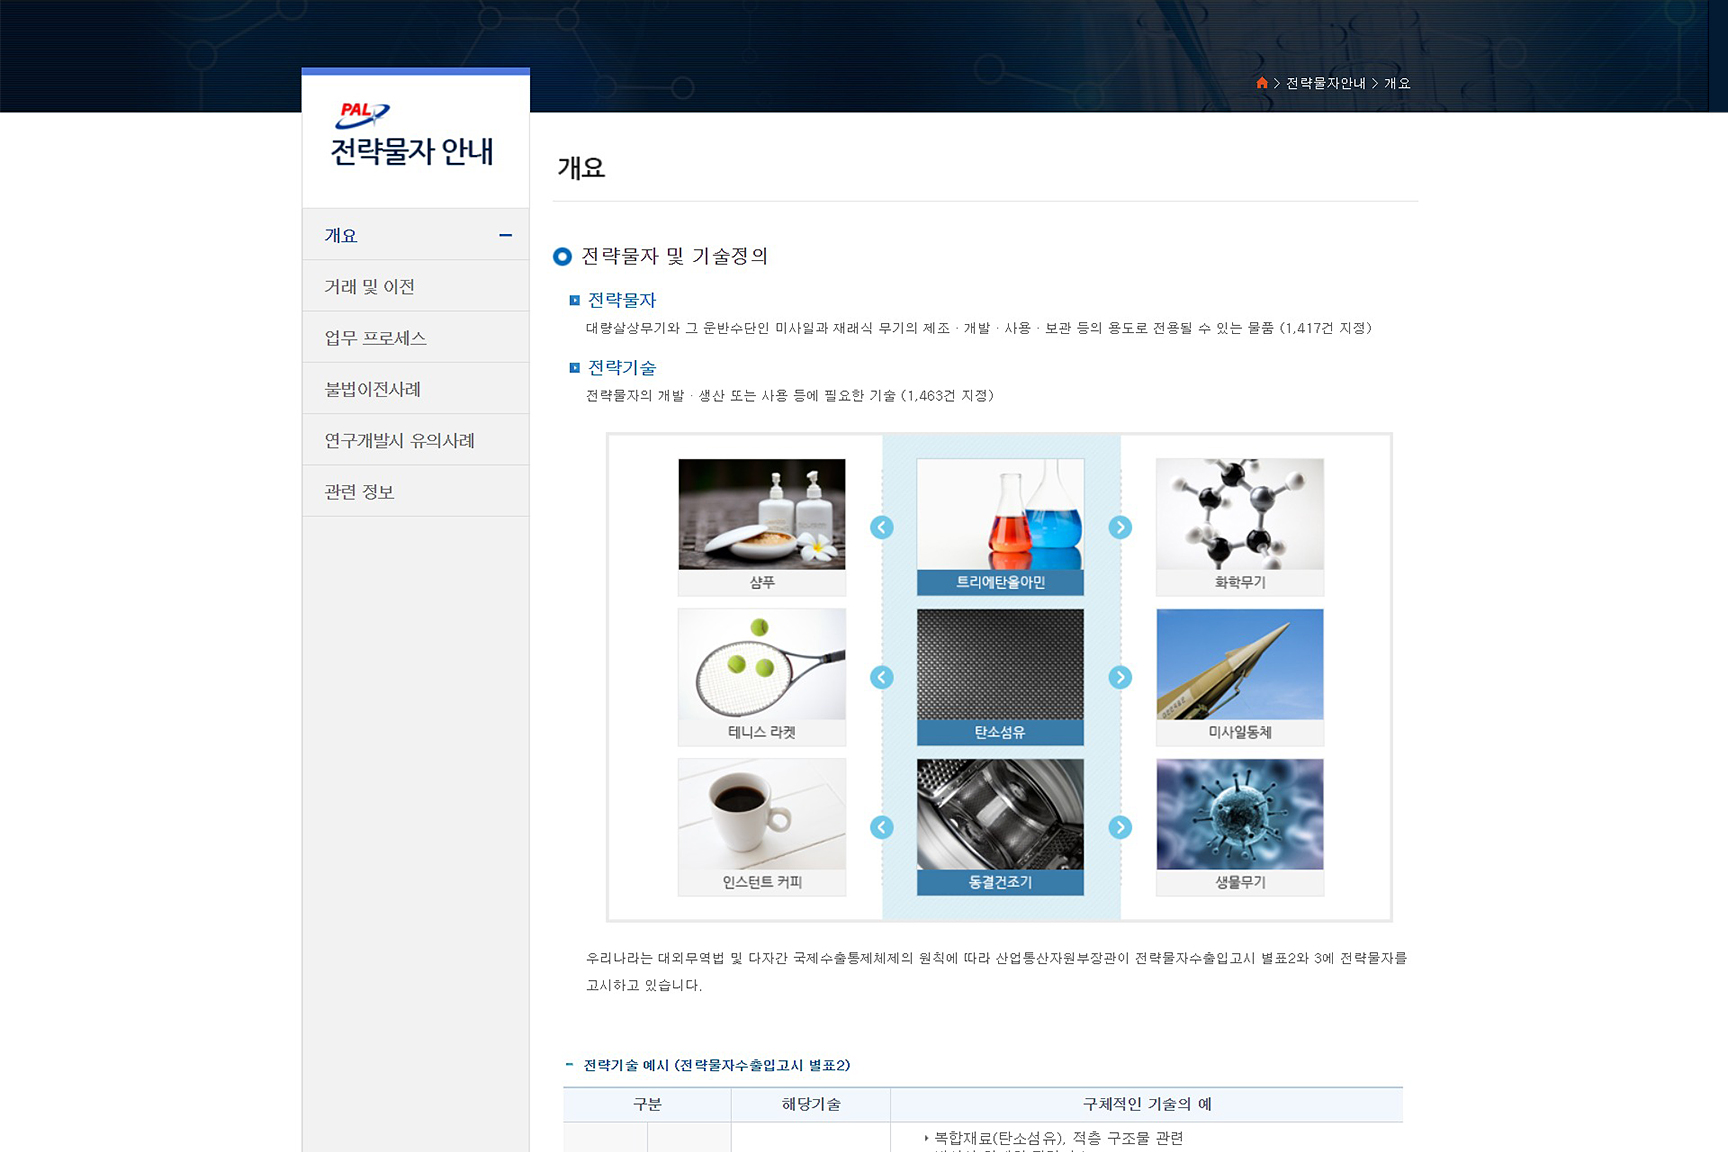 > 전략물자안내 > 개요
PAL
전략물자 안내
개요
거래 및 이전
업무 프로세스
불법이전사례
연구개발시 유의사례
관련 정보
개요
전략물자 및 기술정의
전략물자
대량살상무기와 그 운반수단인 미사일과 재래식 무기의 제조 · 개발 · 사용 · 보관 등의 용도로 전용될 수 있는 물품 (1,417건 지정)
전략기술
전략물자의 개발 · 생산 또는 사용 등에 필요한 기술 (1,463건 지정)
샴푸
트리에탄올아민
화학무기
테니스 라켓
탄소섬유
미사일동체
인스턴트 커피
동결건조기
생물무기
우리나라는 대외무역법 및 다자간 국제수출통제체제의 원칙에 따라 산업통산자원부장관이 전략물자수출입고시 별표2와 3에 전략물자를
고시하고 있습니다.
전략기술 예시 (전략물자수출입고시 별표2)
구분
해당기술
구체적인 기술의 예
복합재료(탄소섬유), 적층 구조물 관련